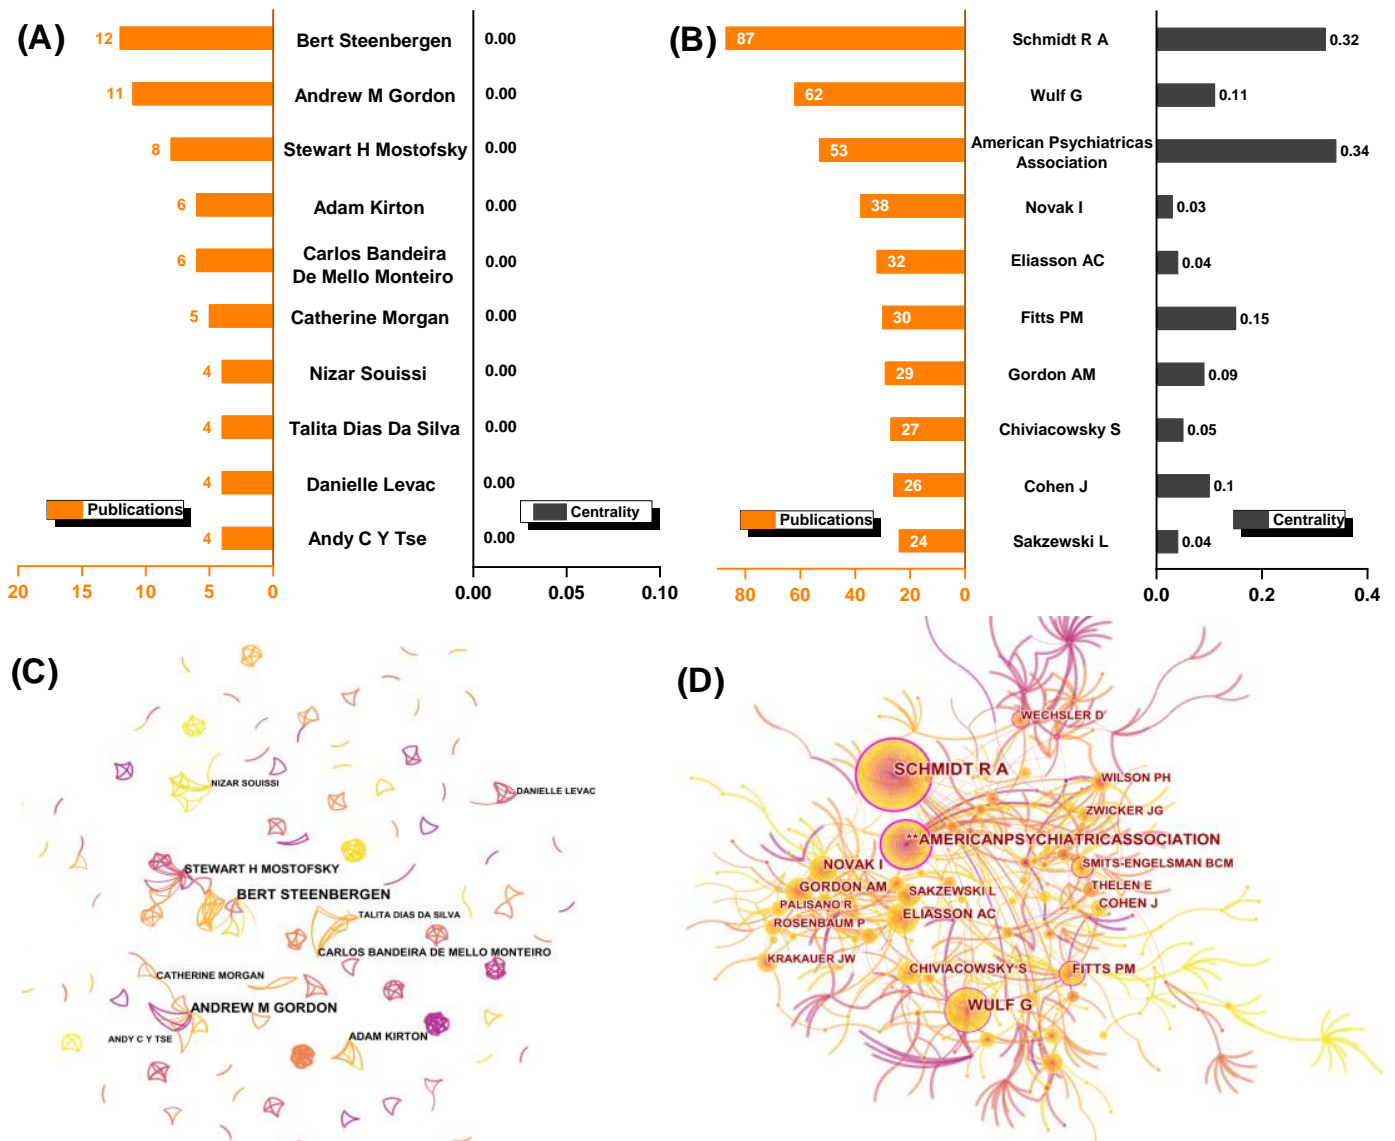 (A)
12 Bert Steenbergen 0.00
11 Andrew M Gordon 0.00
8 Stewart H Mostofsky 0.00
6 Adam Kirton 0.00
6 Carlos Bandeira
De Mello Monteiro 0.00
5 Catherine Morgan 0.00
4 Nizar Souissi 0.00
4 Talita Dias Da Silva 0.00
4 Danielle Levac 0.00
4 Andy C Y Tse 0.00
Publications
Centrality
20 15 10 5 0
0.00 0.05 0.10
(B)
87 Schmidt R A 0.32
62 Wulf G 0.11
53 American Psychiatricas
Association 0.34
38 Novak I 0.03
32 Eliasson AC 0.04
30 Fitts PM 0.15
29 Gordon AM 0.09
27 Chiviacowsky S 0.05
26 Cohen J 0.1
24 Sakzewski L 0.04
Publications
Centrality
80 60 40 20 0
0.0 0.2 0.4
(C)
NIZAR SOUISSI
DANIELLE LEVAC
STEWART H MOSTOFSKY
BERT STEENBERGEN
TALITA DIAS DA SILVA
CARLOS BANDEIRA DE MELLO MONTEIRO
CATHERINE MORGAN
ANDREW M GORDON
ANDY C Y TSE
ADAM KIRTON
(D)
WECHSLER D
SCHMIDT R A
WILSON PH
ZWICKER JG
**AMERICANPSYCHIATRICASSOCIATION
NOVAK I
SMITS-ENGELSMAN BCM
GORDON AM
SAKZEWSKI L
THELEN E
PALISANO R
COHEN J
ROSENBAUM P
ELIASSON AC
KRAKAUER JW
CHIVIACOWSKY S
FITTS PM
WULF G